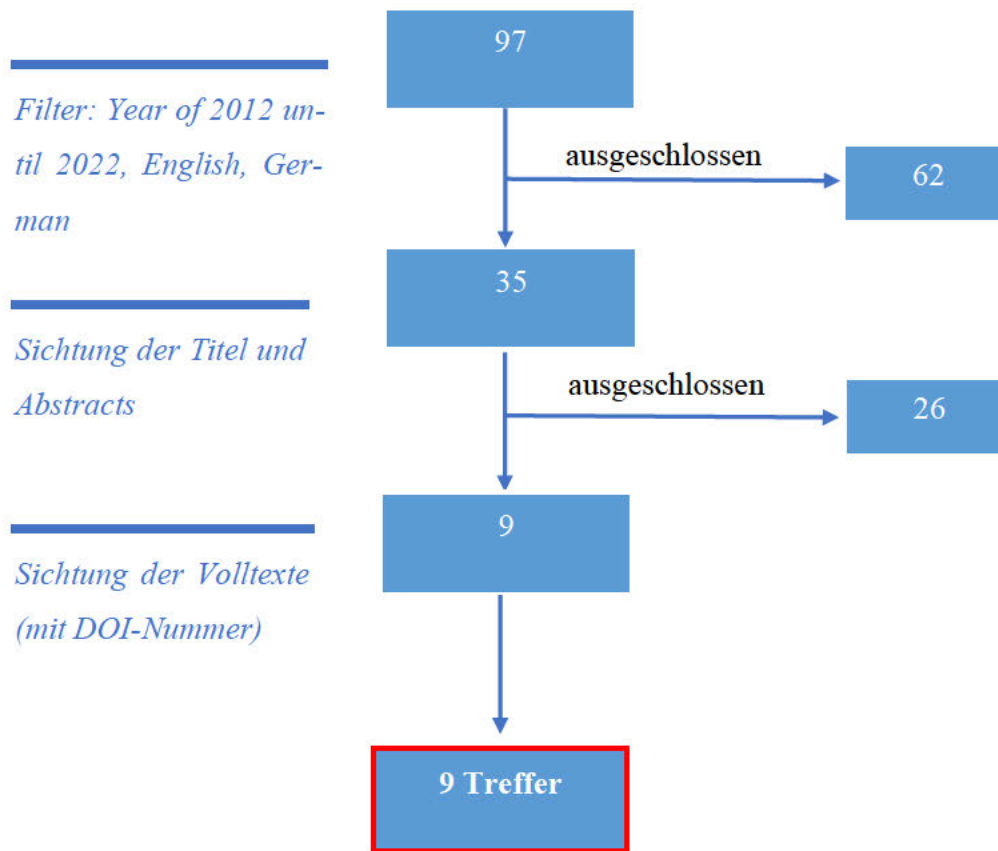 97
Filter: Year of 2012 un-
til 2022, English, Ger-
man
ausgeschlossen
62
35
Sichtung der Titel und
Abstracts
ausgeschlossen
26
9
Sichtung der Volltexte
(mit DOI-Nummer)
9 Treffer